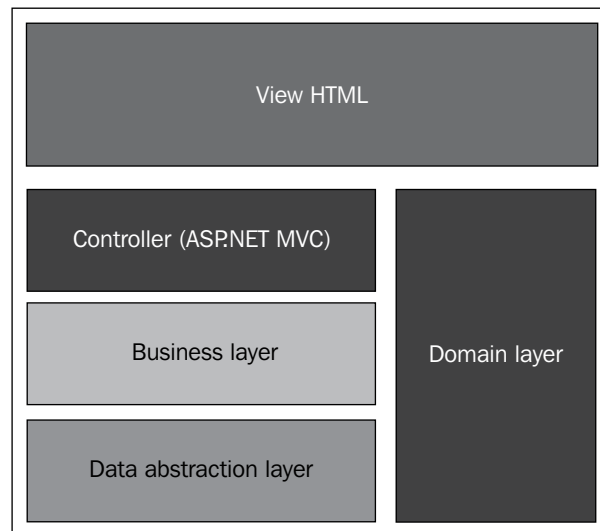 View HTML
Controller (ASP.NET MVC)
Business layer
Domain layer
Data abstraction layer